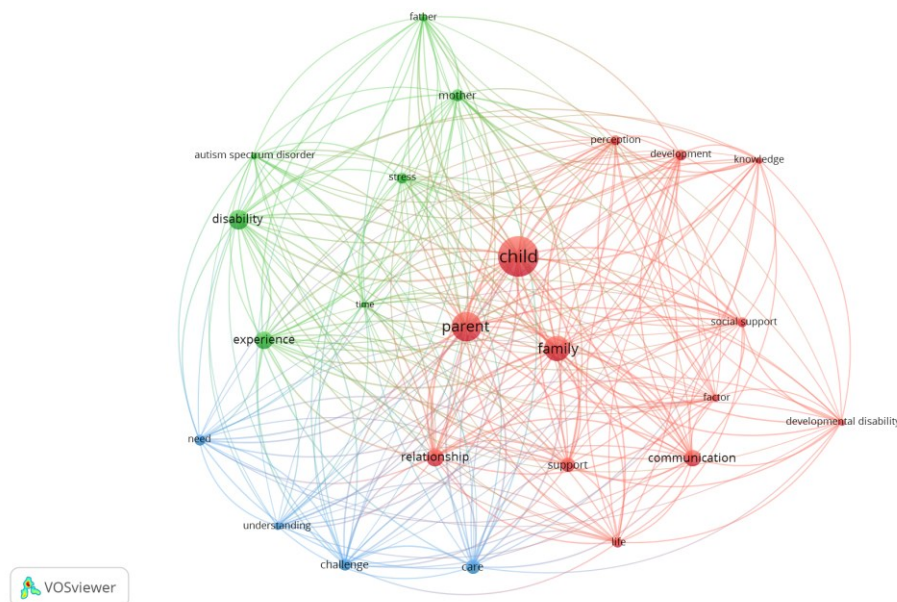 father
mother
perception
autism spectrum disorder
development
knowledge
stress
disability
child
time
parent
social support
experience
family
factor
developmental disability
need
relationship
support
communication
understanding
life
challenge
care
VOSviewer